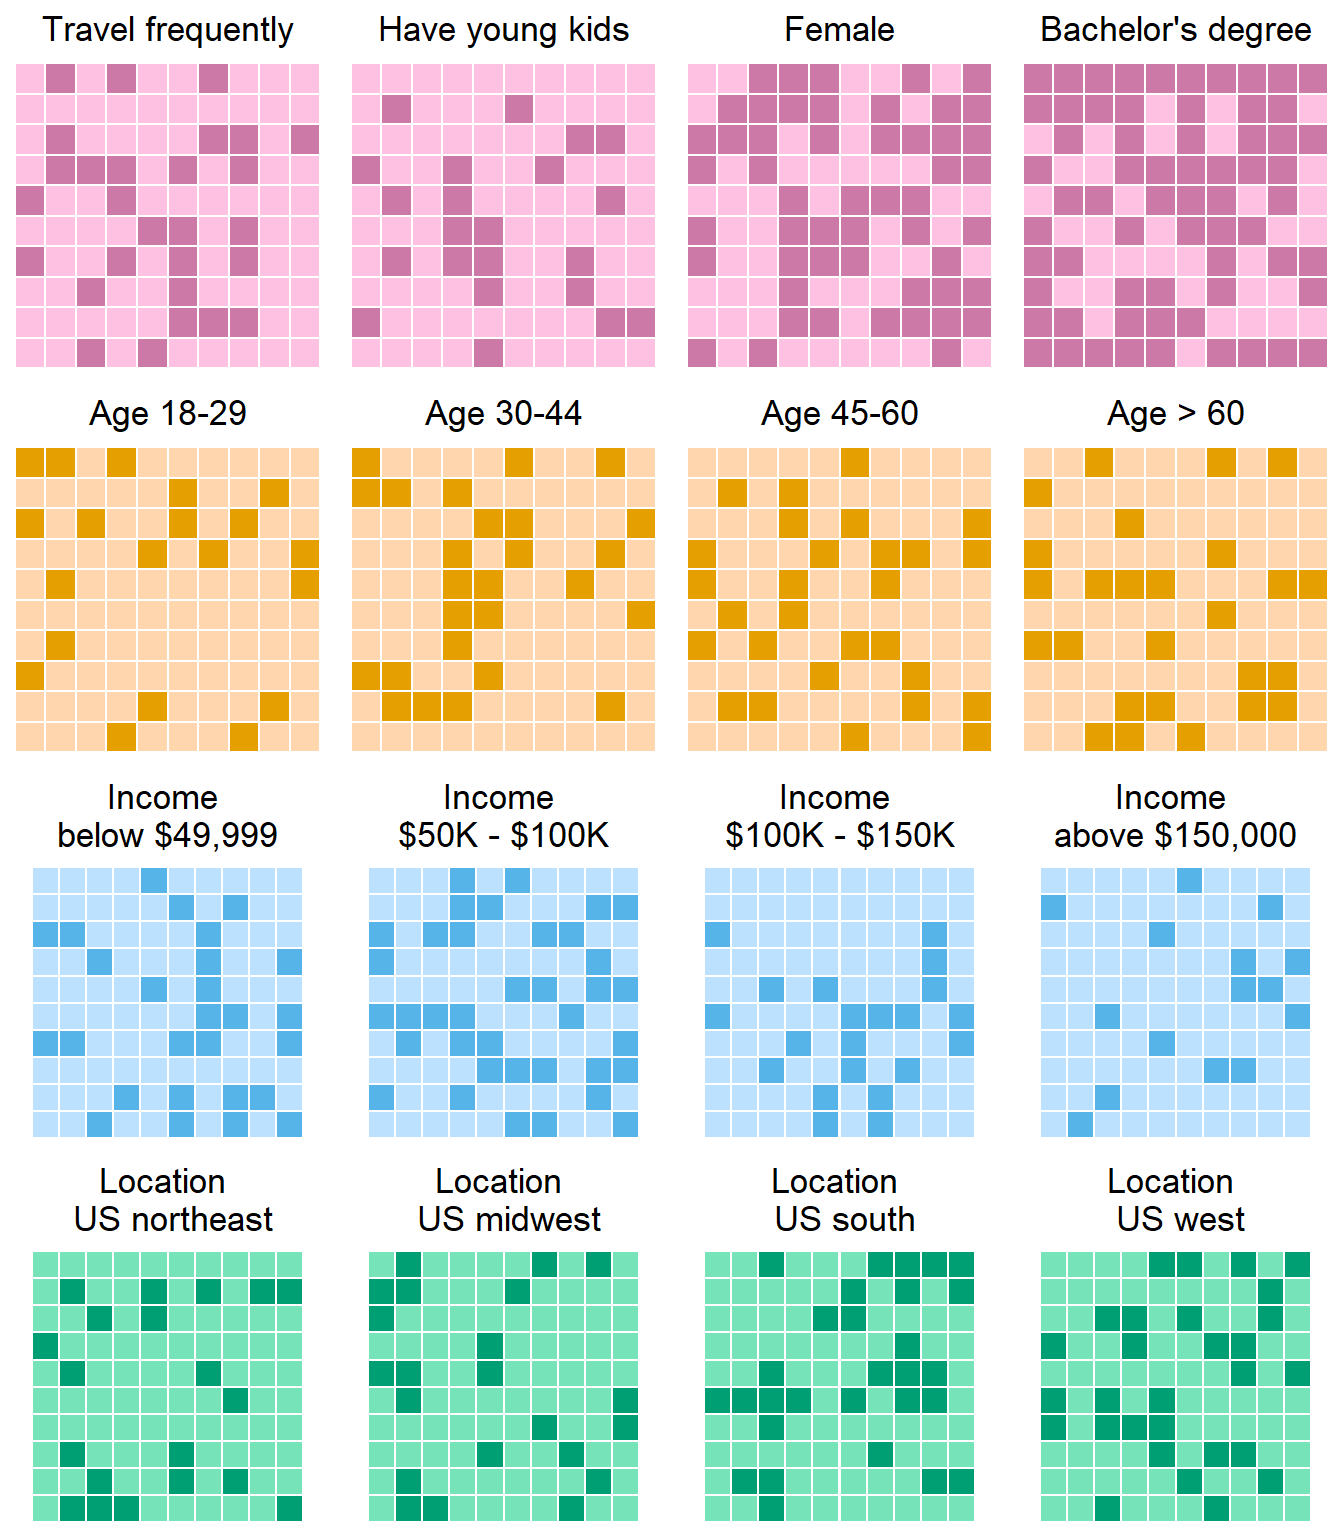 Travel frequently
Have young kids
Female
Bachelor's degree
Age 18-29
Age 30-44
Age 45-60
Age > 60
Income
below $49,999
Income
$50K - $100K
Income
$100K - $150K
Income
above $150,000
Location
US northeast
Location
US midwest
Location
US south
Location
US west